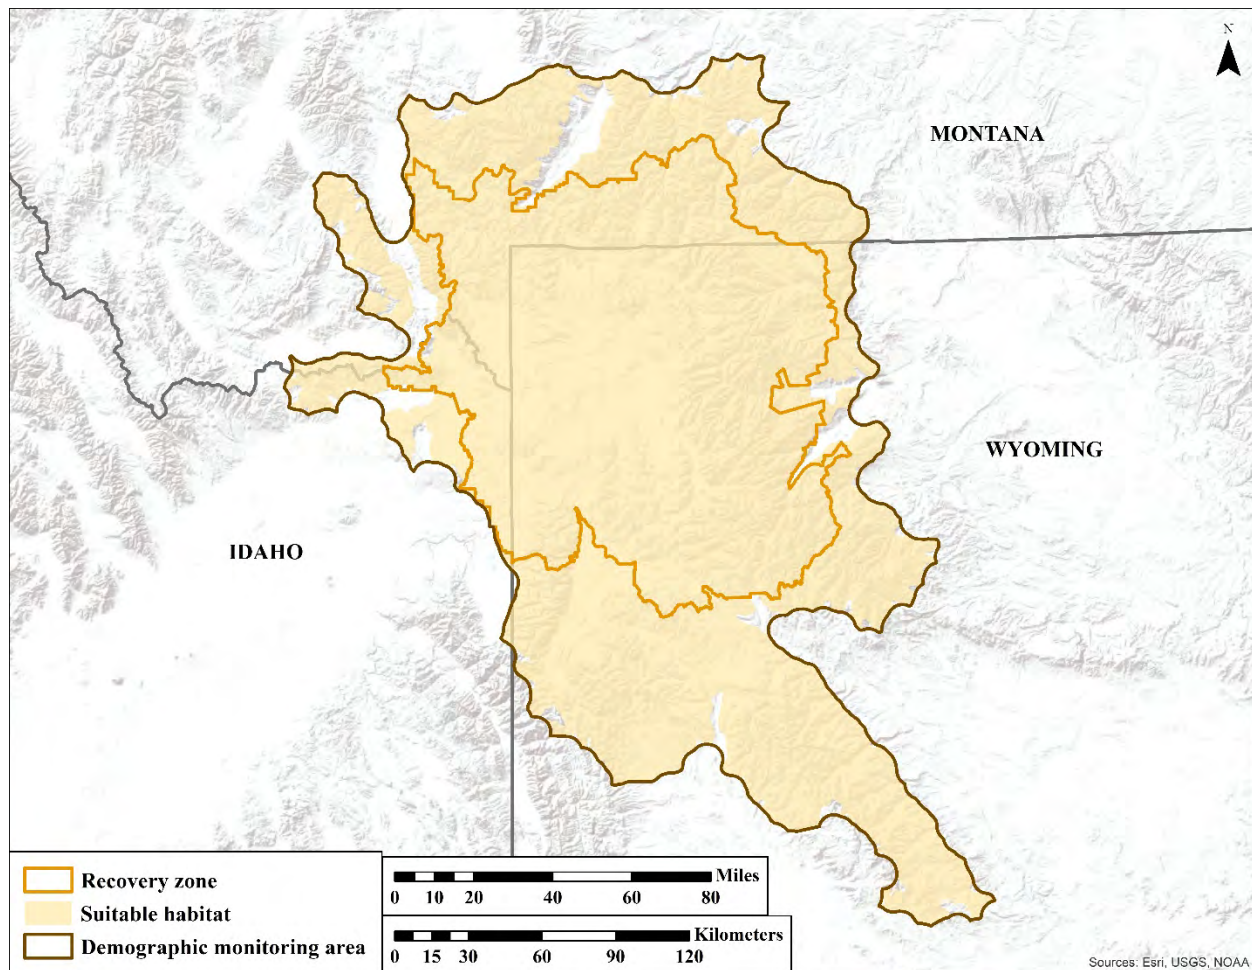 N
MONTANA
WYOMING
IDAHO
Recovery zone
Suitable habitat
Demographic monitoring area
Miles
0 10 20 40 60 80
Kilometers
0 15 30 60 90 120
Sources: Esri, USGS, NOAA